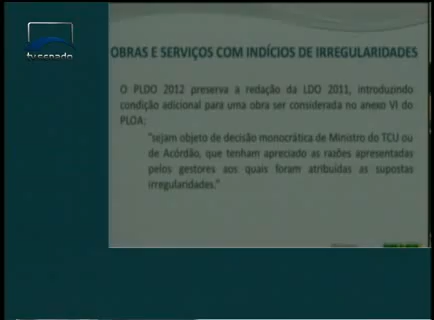 tv senado
OBRAS E SERVIÇOS COM INDÍCIOS DE IRREGULARIDADES
O PLDO 2012 preserva a redação da LDO 2011, introduzindo
condição adicional para uma obra ser considerada no anexo VI do
PLOA:
"sejam objeto de decisão monocrática de Ministro do TCU ou
de Acórdão, que tenham apreciado as razões apresentadas
pelos gestores aos quais foram atribuídas as supostas
irregularidades."